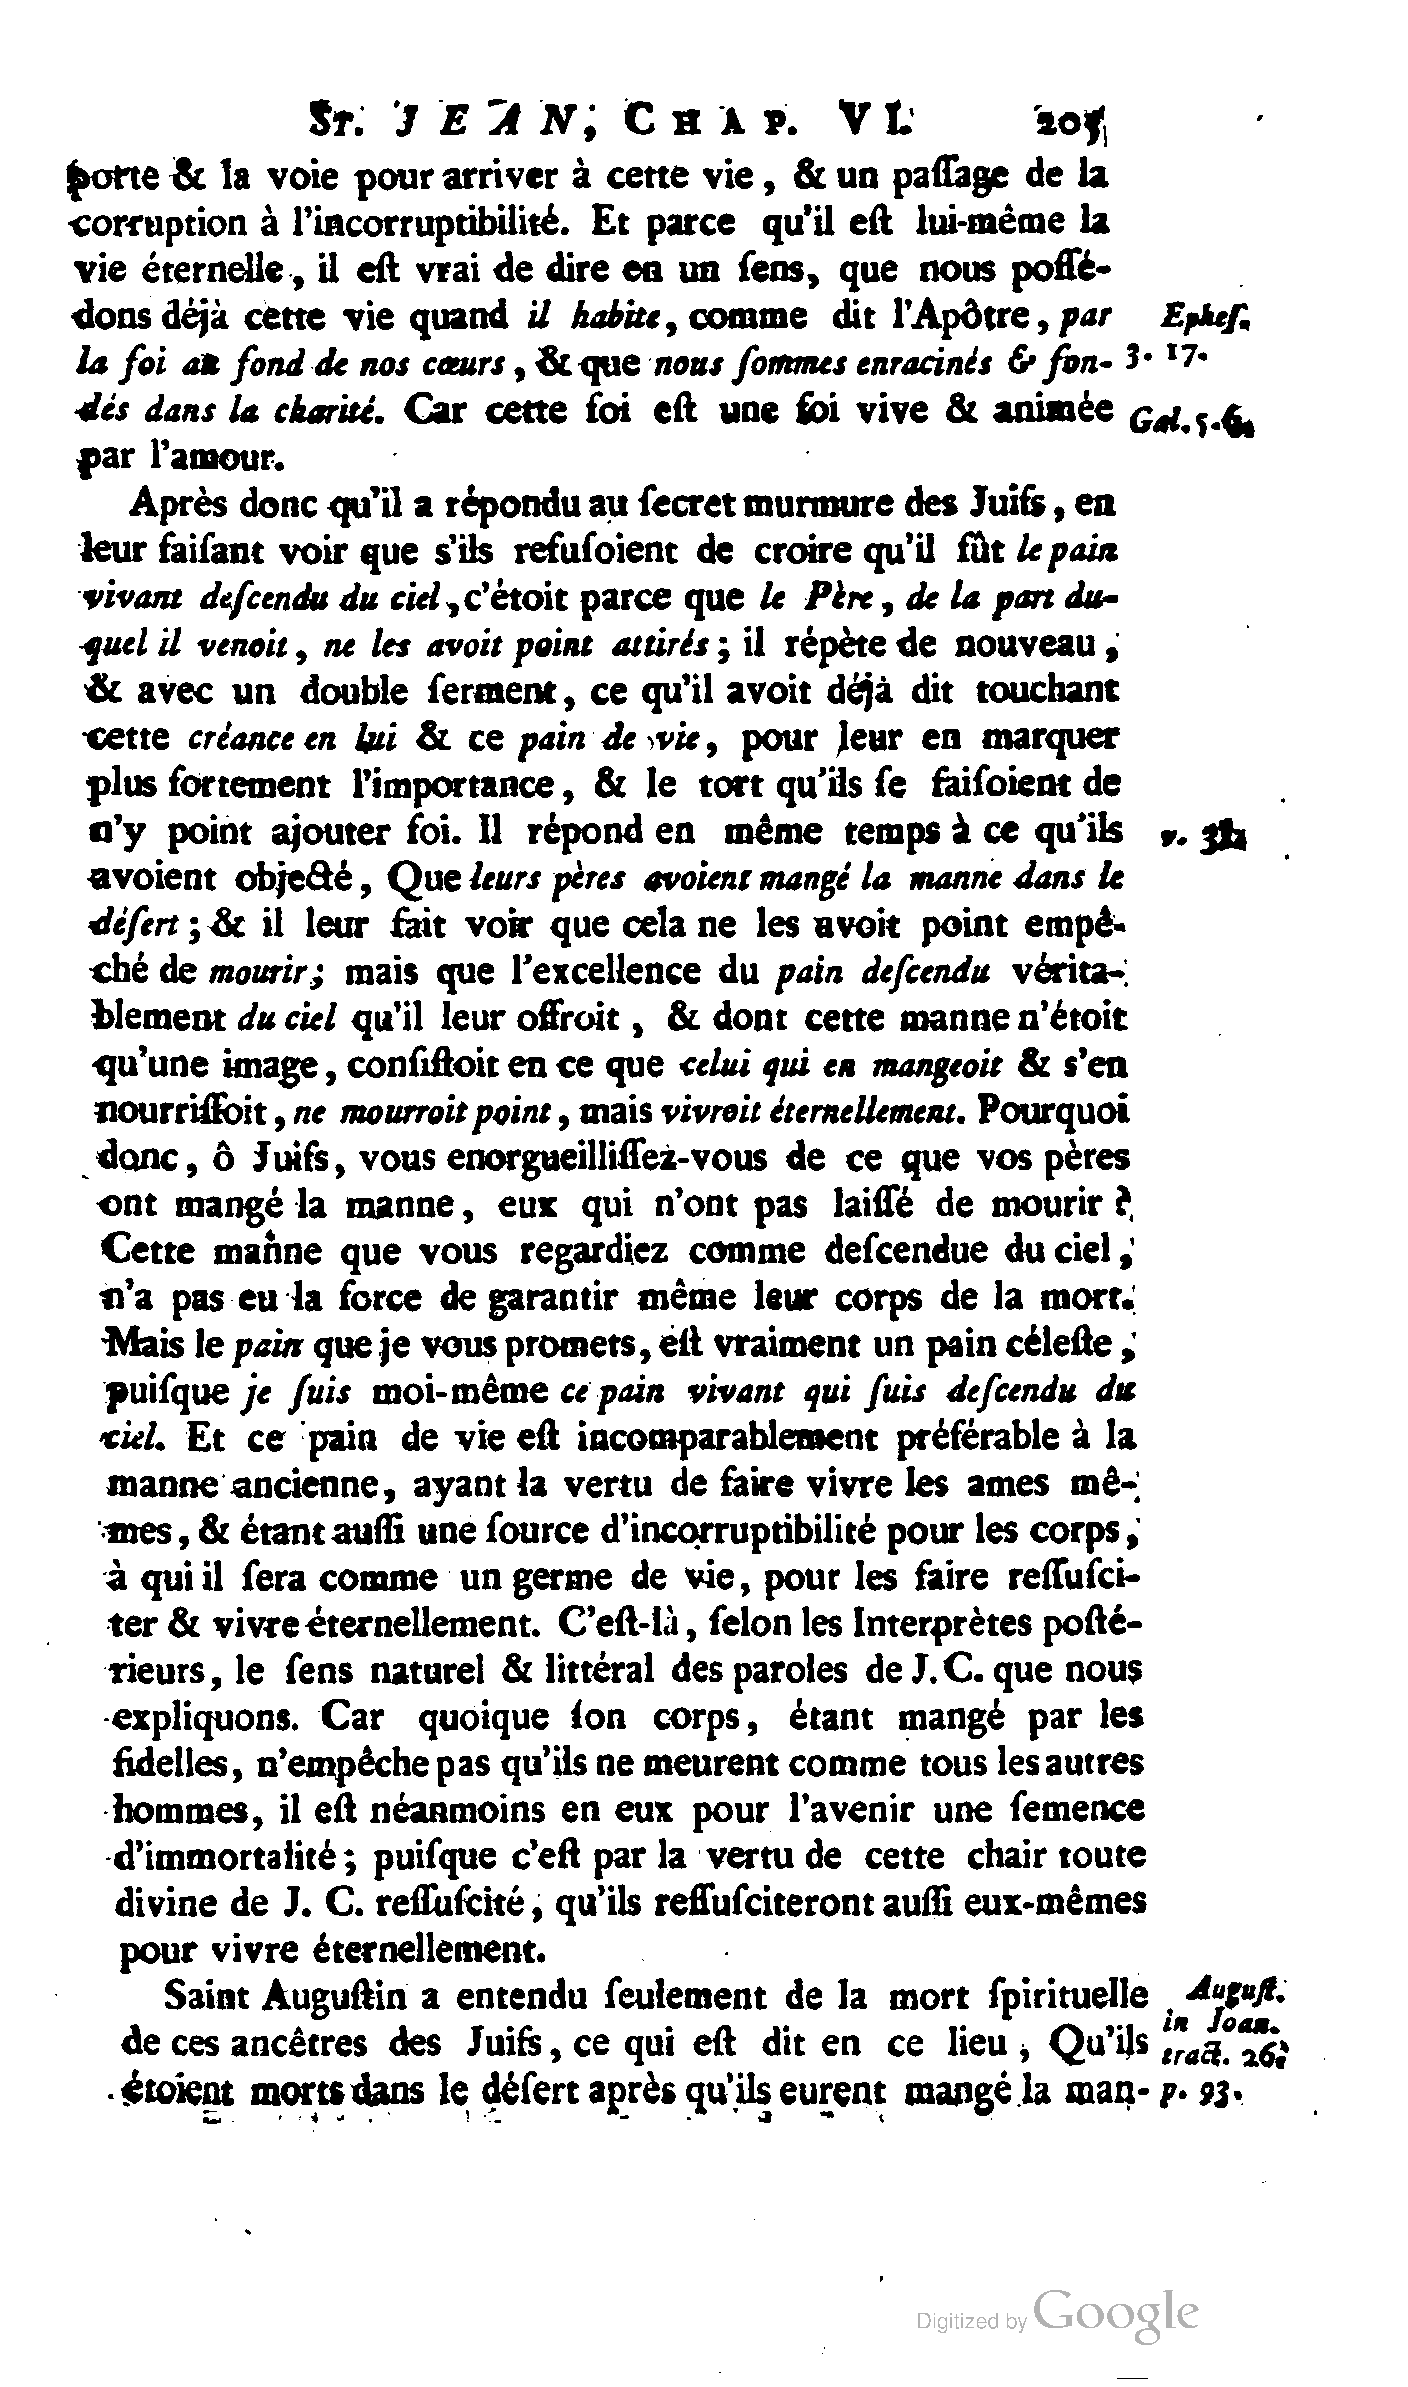 St. JEAN, CHAP. VI. 205
porte & la voie pour arriver à cette vie, & un paſſage de la
corruption à l'incorruptibilité. Et parce qu'il eſt lui-même la
vie éternelle, il eſt vrai de dire en un ſens, que nous poſſé-
dons déjà cette vie quand il habite, comme dit l'Apôtre, par Epheſ.
la foi au fond de nos cœurs, & que nous ſommes enracinés & fon- 3. 17.
dés dans la charité. Car cette foi eſt une foi vive & animée Gal. 5. 6.
par l'amour.
Après donc qu'il a répondu au ſecret murmure des Juifs, en
leur faiſant voir que s'ils refuſoient de croire qu'il fût le pain
vivant deſcendu du ciel, c'étoit parce que le Père, de la part du-
quel il venoit, ne les avoit point attirés; il répète de nouveau,
& avec un double ſerment, ce qu'il avoit déjà dit touchant
cette créance en lui & ce pain de vie, pour leur en marquer
plus fortement l'importance, & le tort qu'ils ſe faiſoient de
n'y point ajouter foi. Il répond en même temps à ce qu'ils v.
avoient objecté, Que leurs pères avoient mangé la manne dans le
déſert; & il leur fait voir que cela ne les avoit point empê-
ché de mourir; mais que l'excellence du pain deſcendu vérita-
blement du ciel qu'il leur offroit, & dont cette manne n'étoit
qu'une image, conſiſtoit en ce que celui qui en mangeoit & s'en
nourriſſoit, ne mourroit point, mais vivroit éternellement. Pourquoi
donc, ô Juifs, vous enorgueilliſſez-vous de ce que vos pères
ont mangé la manne, eux qui n'ont pas laiſſé de mourir?
Cette manne que vous regardiez comme deſcendue du ciel,
n'a pas eu la force de garantir même leur corps de la mort.
Mais le pain que je vous promets, eſt vraiment un pain céleſte,
puiſque je ſuis moi-même ce pain vivant qui ſuis deſcendu du
ciel. Et ce pain de vie eſt incomparablement préférable à la
manne ancienne, ayant la vertu de faire vivre les ames mê-
mes, & étant auſſi une ſource d'incorruptibilité pour les corps,
à qui il ſera comme un germe de vie, pour les faire reſſuſci-
ter & vivre éternellement. C'eſt-là, ſelon les Interprètes poſté-
rieurs, le ſens naturel & littéral des paroles de J. C. que nous
expliquons. Car quoique ſon corps, étant mangé par les
fidelles, n'empêche pas qu'ils ne meurent comme tous les autres
hommes, il eſt néanmoins en eux pour l'avenir une ſemence
d'immortalité; puiſque c'eſt par la vertu de cette chair toute
divine de J. C. reſſuſcité, qu'ils reſſuſciteront auſſi eux-mêmes
pour vivre éternellement.
Saint Auguſtin a entendu ſeulement de la mort ſpirituelle Auguſt.
in Joan.
de ces ancêtres des Juifs, ce qui eſt dit en ce lieu, Qu'ils tract. 26.
étoient morts dans le déſert après qu'ils eurent mangé la man- p. 93.
Digitized by Google